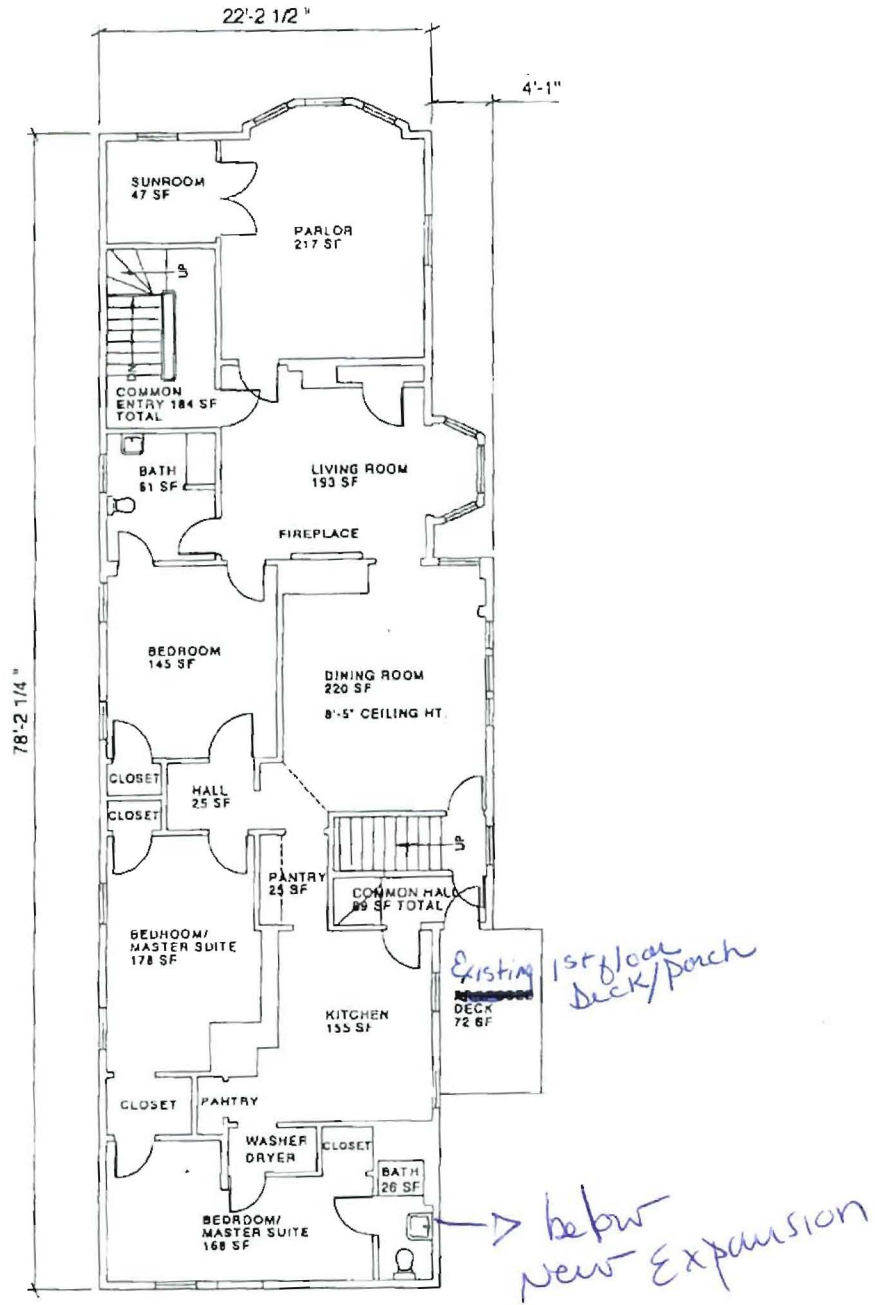 22'-2 1/2"
4'-1"
SUNROOM
47 SF
PARLOR
217 SF
UP
DN
COMMON
ENTRY 184 SF
TOTAL
BATH
61 SF
LIVING ROOM
193 SF
FIREPLACE
BEDROOM
145 SF
DINING ROOM
220 SF
8'-5" CEILING HT.
78'-2 1/4"
CLOSET
HALL
25 SF
CLOSET
UP
PANTRY
25 SF
COMMON HALL
89 SF TOTAL
BEDROOM/
MASTER SUITE
178 SF
Existing 1st floor
Deck/porch
DECK
72 SF
KITCHEN
155 SF
CLOSET
PANTRY
WASHER
DRYER
CLOSET
BATH
26 SF
BEDROOM/
MASTER SUITE
168 SF
below
New Expansion